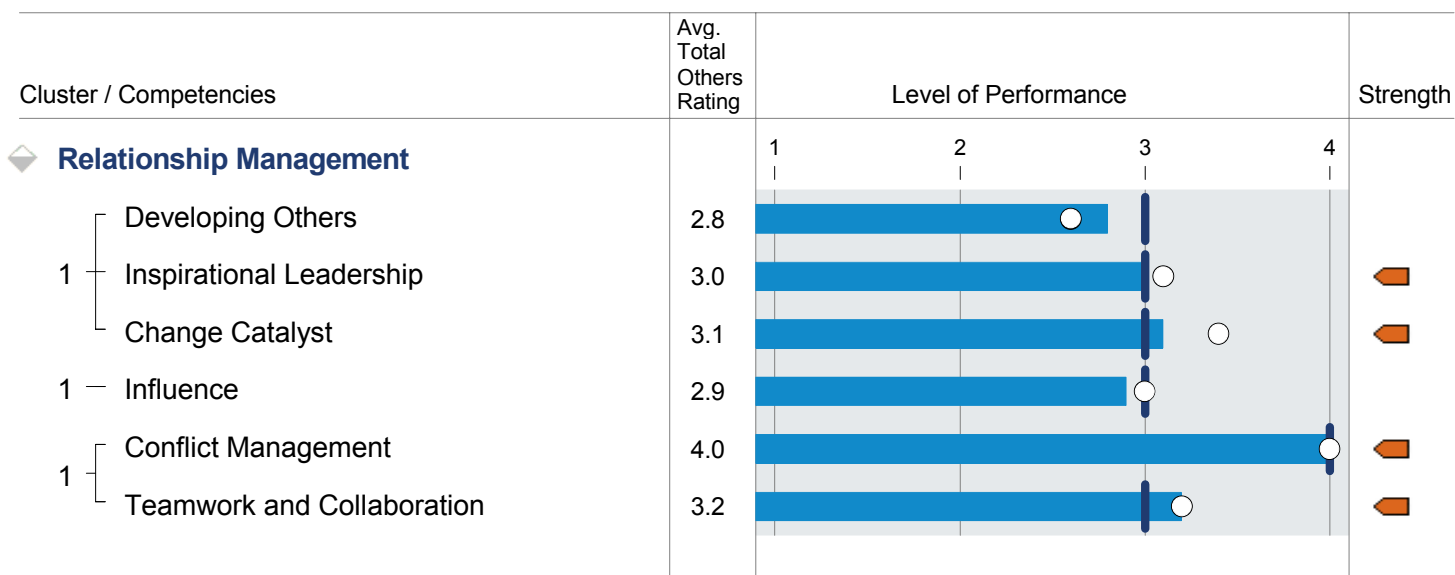 Cluster / Competencies
Avg.
Total
Others
Rating
Level of Performance
Strength
Relationship Management
1 2 3 4
Developing Others 2.8
1 Inspirational Leadership 3.0
Change Catalyst 3.1
1 Influence 2.9
Conflict Management 4.0
1
Teamwork and Collaboration 3.2